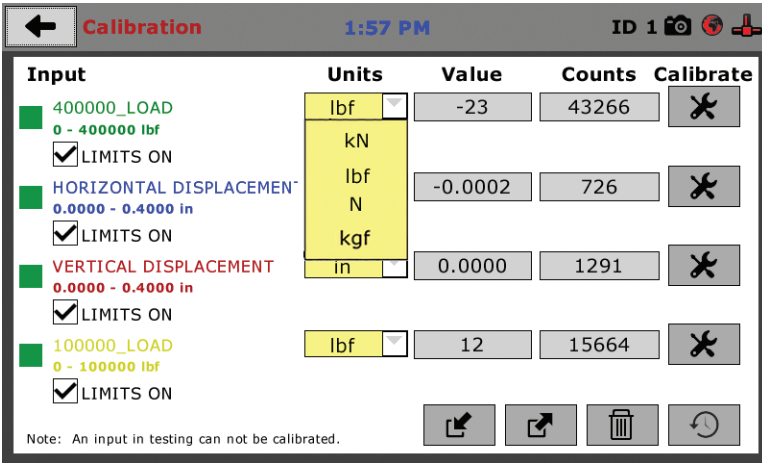 Calibration 1:57 PM ID 1
Input Units Value Counts Calibrate
400000_LOAD lbf -23 43266
0 - 400000 lbf
LIMITS ON
kN
lbf
N
kgf
HORIZONTAL DISPLACEMEN -0.0002 726
0.0000 - 0.4000 in
LIMITS ON
VERTICAL DISPLACEMENT in 0.0000 1291
0.0000 - 0.4000 in
LIMITS ON
100000_LOAD lbf 12 15664
0 - 100000 lbf
LIMITS ON
Note: An input in testing can not be calibrated.